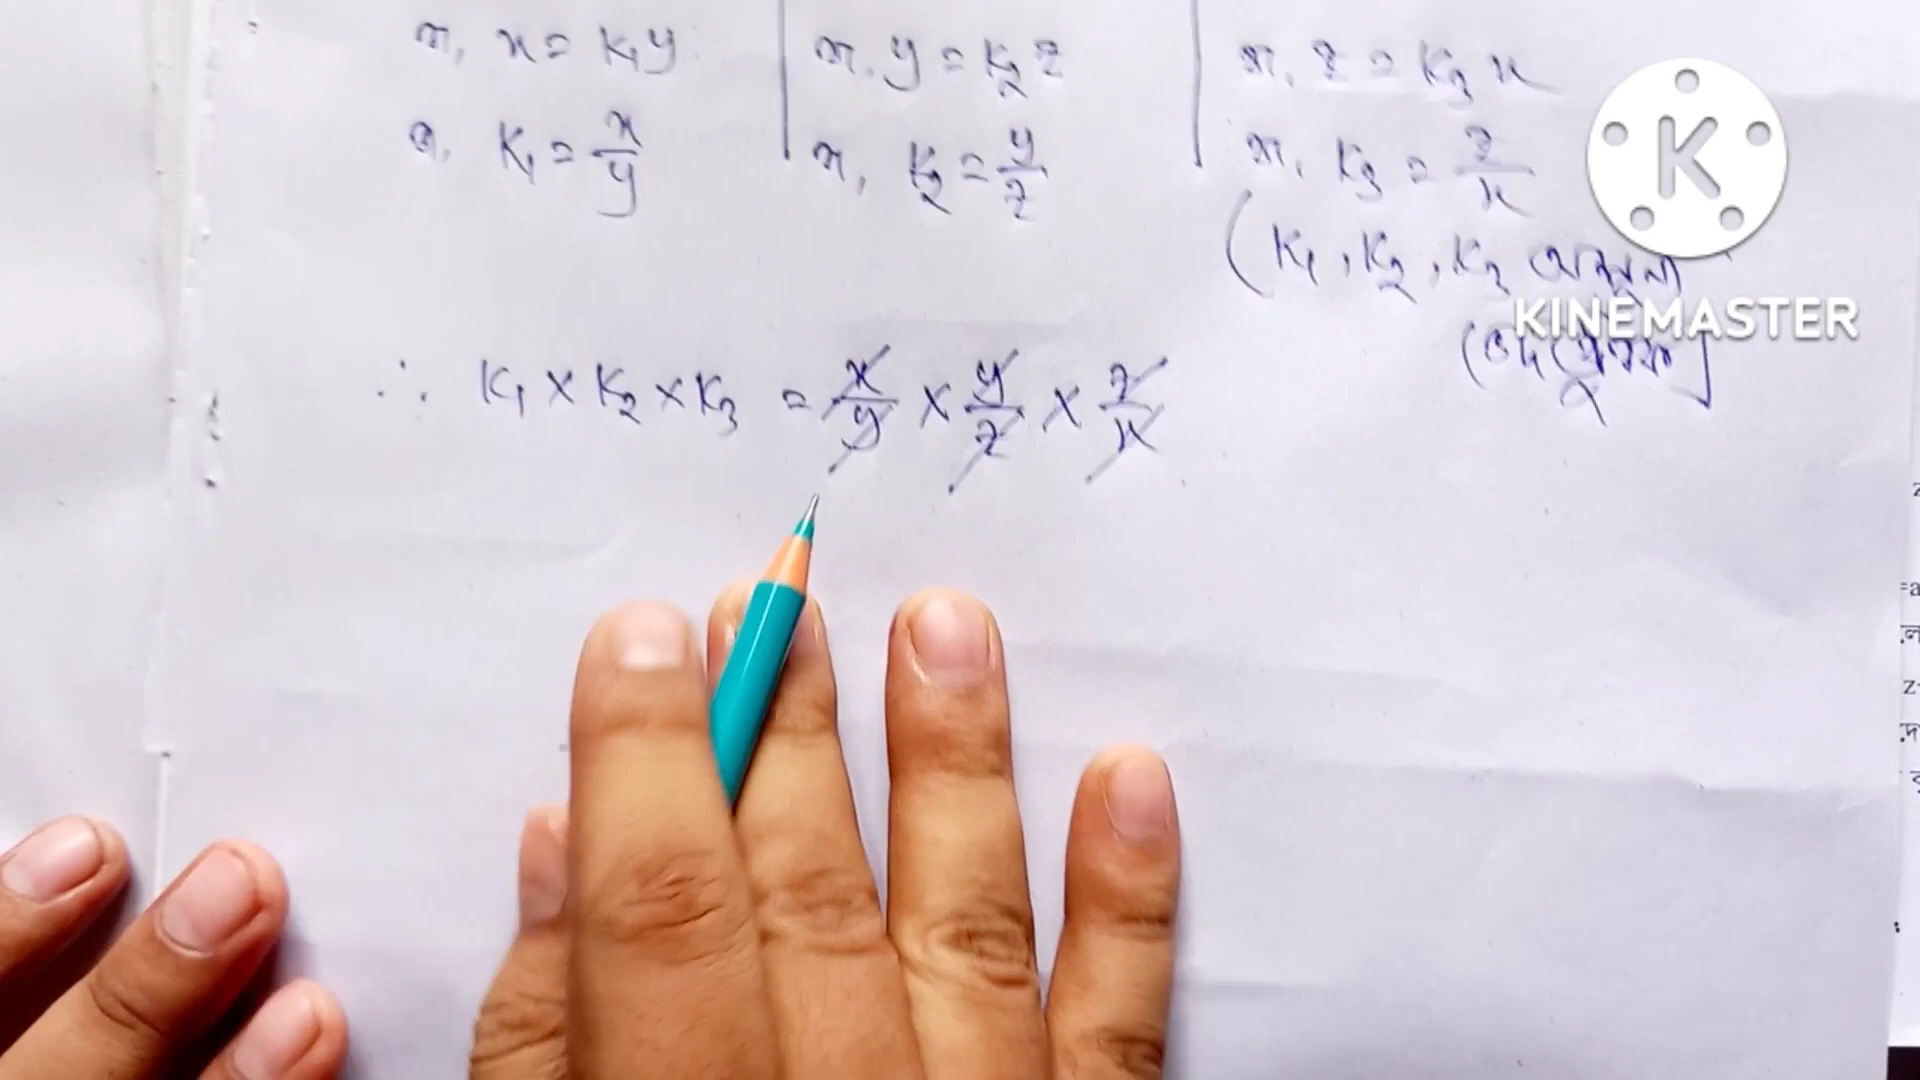 বা, x = K₁y
বা, K₁ = x/y
বা, y = K₂z
বা, K₂ = y/z
বা, z = K₃x
বা, K₃ = z/x
(K₁, K₂, K₃ অশূন্য
ভেদ ধ্রুবক]
∴ K₁ × K₂ × K₃ = x/y × y/z × z/x
K
KINEMASTER